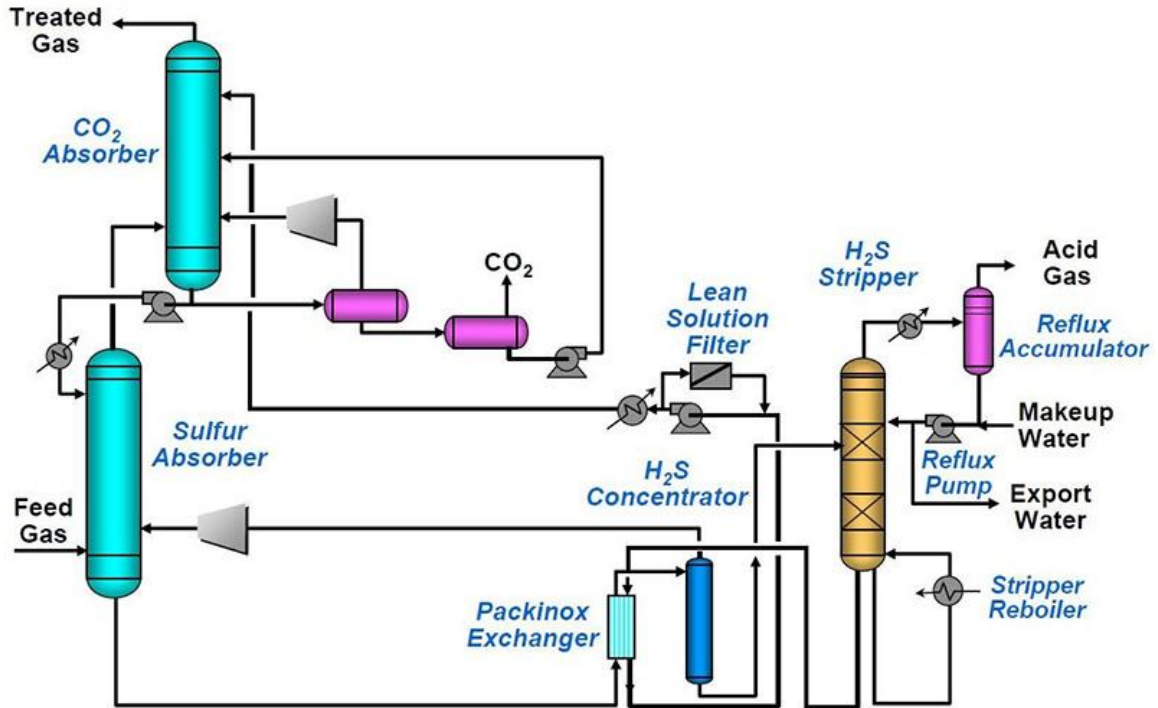 Treated
Gas
CO₂
Absorber
CO₂
H₂S
Stripper
Acid
Gas
Lean
Solution
Filter
Reflux
Accumulator
Sulfur
Absorber
Makeup
Water
H₂S
Concentrator
Reflux
Pump
Export
Water
Feed
Gas
Packinox
Exchanger
Stripper
Reboiler